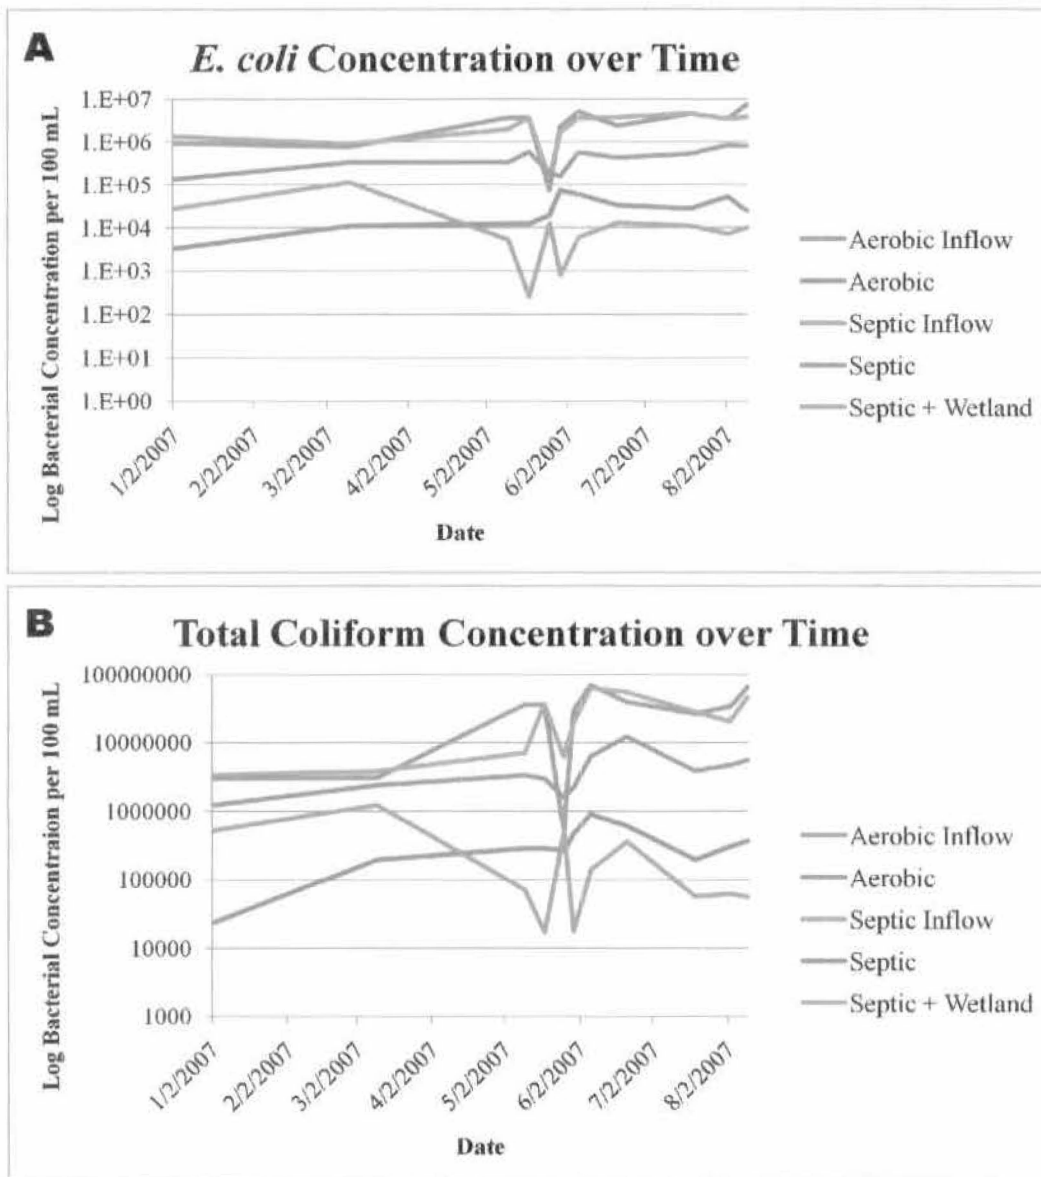 A
E. coli Concentration over Time
Log Bacterial Concentration per 100 mL
1.E+07
1.E+06
1.E+05
1.E+04
1.E+03
1.E+02
1.E+01
1.E+00
1/2/2007
2/2/2007
3/2/2007
4/2/2007
5/2/2007
6/2/2007
7/2/2007
8/2/2007
Date
Aerobic Inflow
Aerobic
Septic Inflow
Septic
Septic + Wetland
B
Total Coliform Concentration over Time
Log Bacterial Concentraion per 100 mL
100000000
10000000
1000000
100000
10000
1000
1/2/2007
2/2/2007
3/2/2007
4/2/2007
5/2/2007
6/2/2007
7/2/2007
8/2/2007
Date
Aerobic Inflow
Aerobic
Septic Inflow
Septic
Septic + Wetland